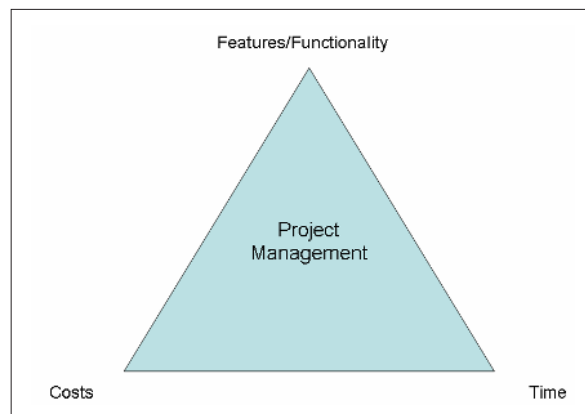 Features/Functionality
Project
Management
Costs
Time